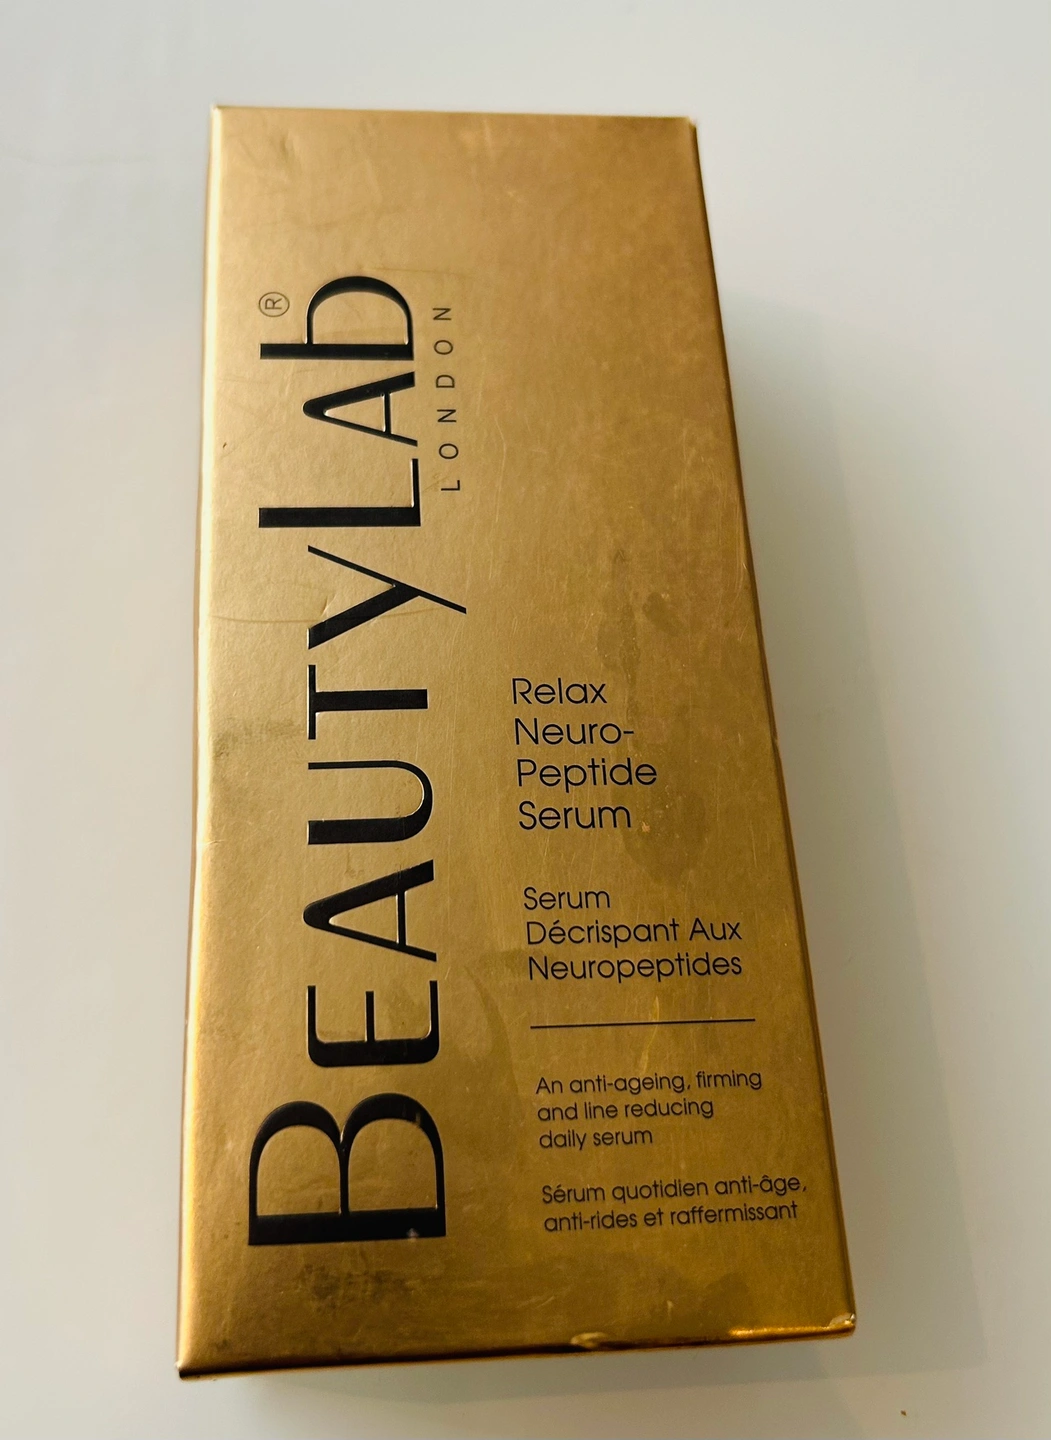 BEAUTYLAB®
LONDON
Relax
Neuro-
Peptide
Serum
Serum
Décrispant Aux
Neuropeptides
An anti-ageing, firming
and line reducing
daily serum
Sérum quotidien anti-âge,
anti-rides et raffermissant